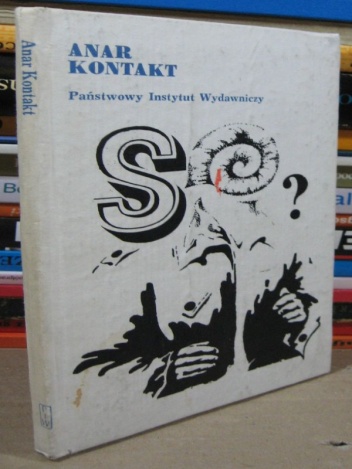 ANAR
KONTAKT
Państwowy Instytut Wydawniczy
S
?
Anar Kontakt